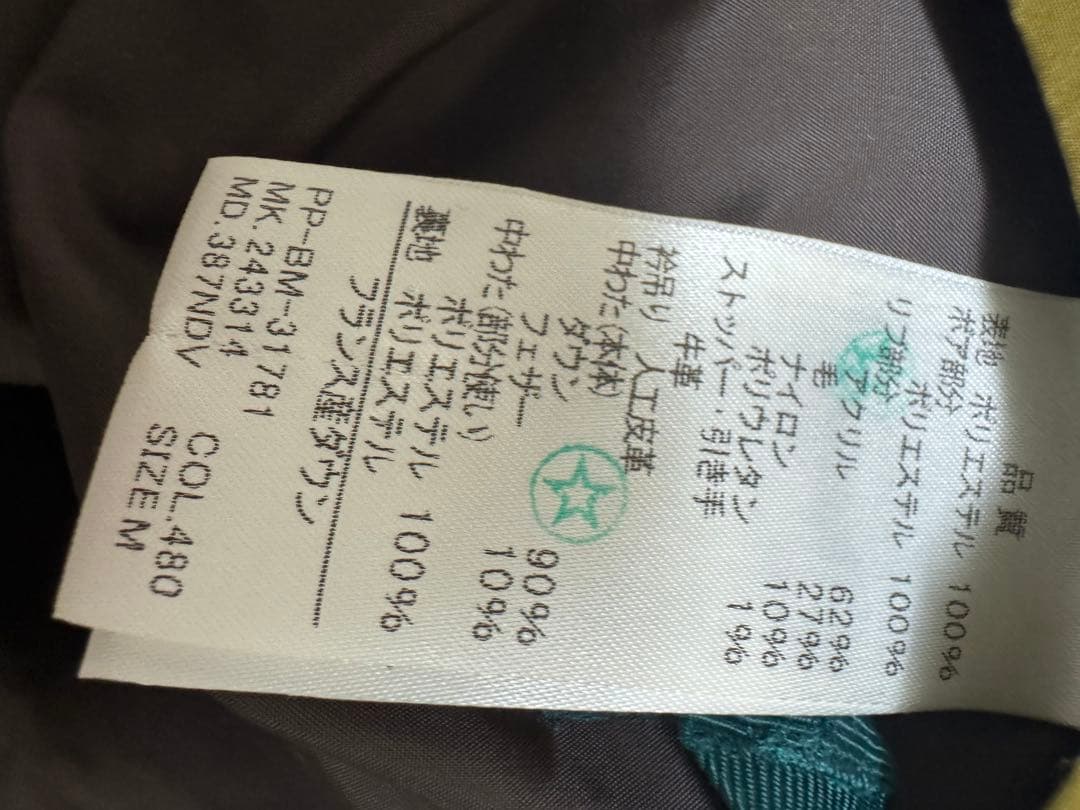 品質
表地 ポリエステル 100%
ボア部分
ポリエステル 100%
リブ部分
アクリル 62%
毛 27%
ナイロン 10%
ポリウレタン 1%
ストッパー・引き手
牛革
衿吊り 人工皮革
中わた(本体)
ダウン 90%
フェザー 10%
中わた(部分使い)
ポリエステル
裏地 ポリエステル 100%
フランス産ダウン
PP-BM-31781
MK.243314 COL.480
MD.387NDV SIZE M